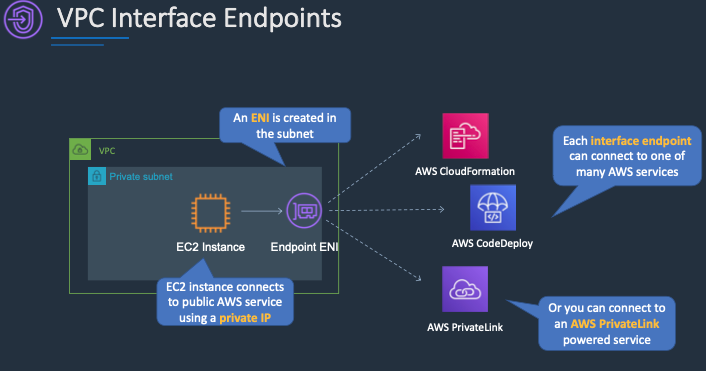 VPC Interface Endpoints
An ENI is created in
the subnet
VPC
Private subnet
EC2 Instance
Endpoint ENI
EC2 instance connects
to public AWS service
using a private IP
AWS CloudFormation
AWS CodeDeploy
AWS PrivateLink
Each interface endpoint
can connect to one of
many AWS services
Or you can connect to
an AWS PrivateLink
powered service